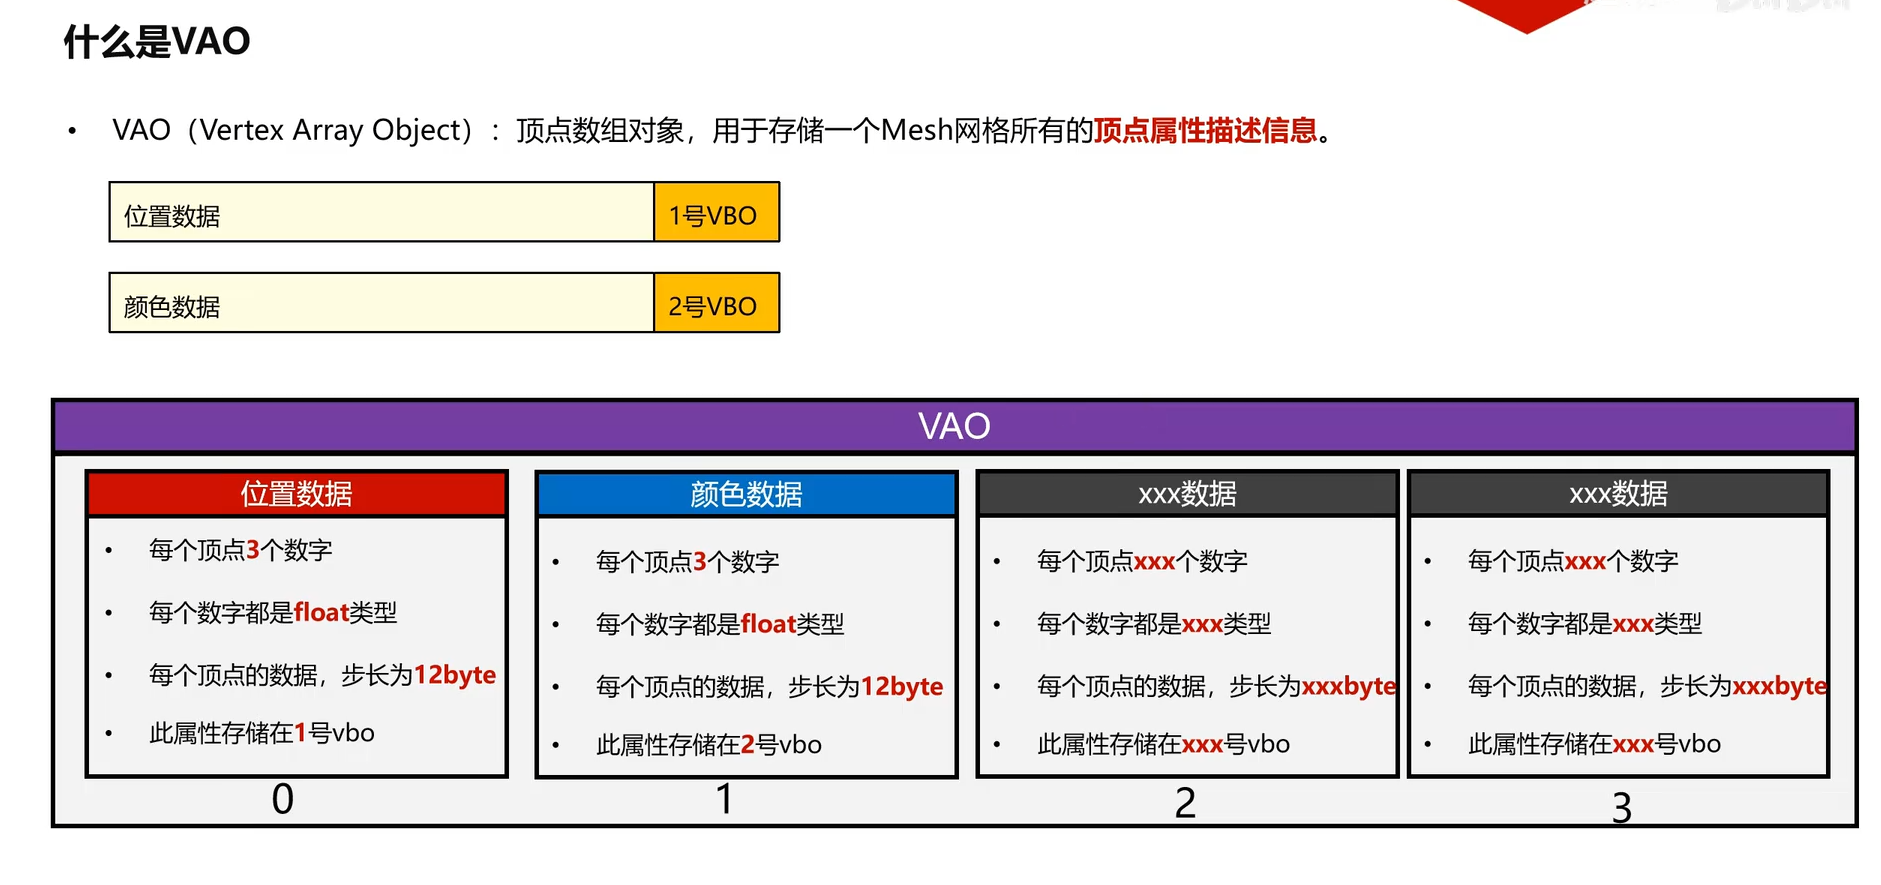 什么是VAO
• VAO（Vertex Array Object）：顶点数组对象，用于存储一个Mesh网格所有的顶点属性描述信息。
位置数据 1号VBO
颜色数据 2号VBO
VAO
位置数据
• 每个顶点3个数字
• 每个数字都是float类型
• 每个顶点的数据，步长为12byte
• 此属性存储在1号vbo
0
颜色数据
• 每个顶点3个数字
• 每个数字都是float类型
• 每个顶点的数据，步长为12byte
• 此属性存储在2号vbo
1
xxx数据
• 每个顶点xxx个数字
• 每个数字都是xxx类型
• 每个顶点的数据，步长为xxxbyte
• 此属性存储在xxx号vbo
2
xxx数据
• 每个顶点xxx个数字
• 每个数字都是xxx类型
• 每个顶点的数据，步长为xxxbyte
• 此属性存储在xxx号vbo
3